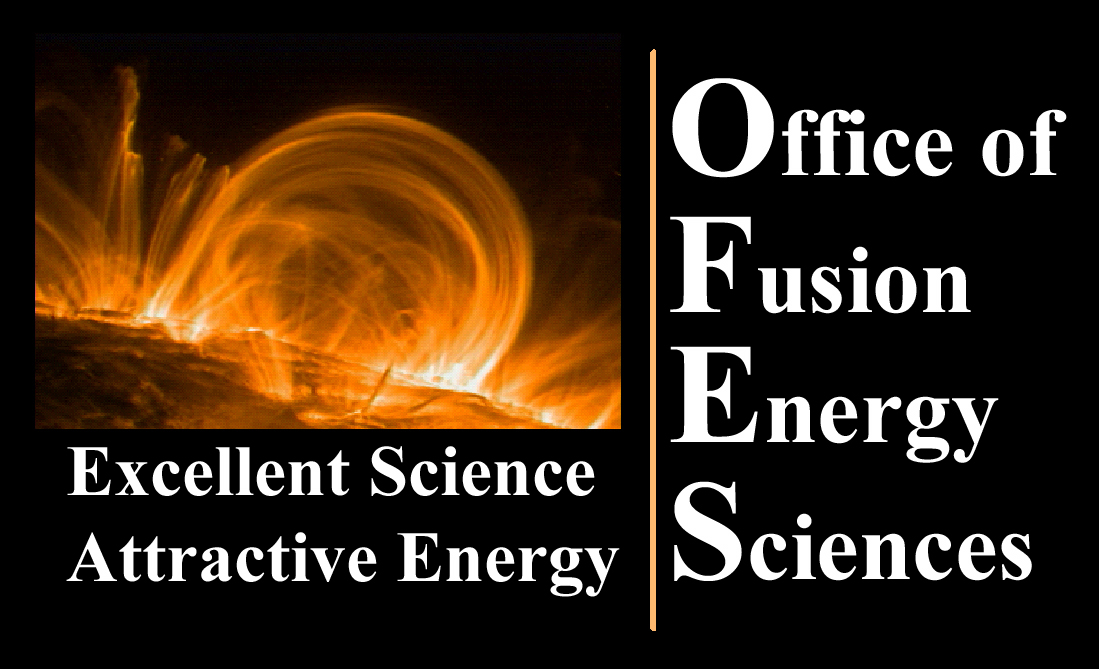 Excellent Science
Attractive Energy
Office of
Fusion
Energy
Sciences